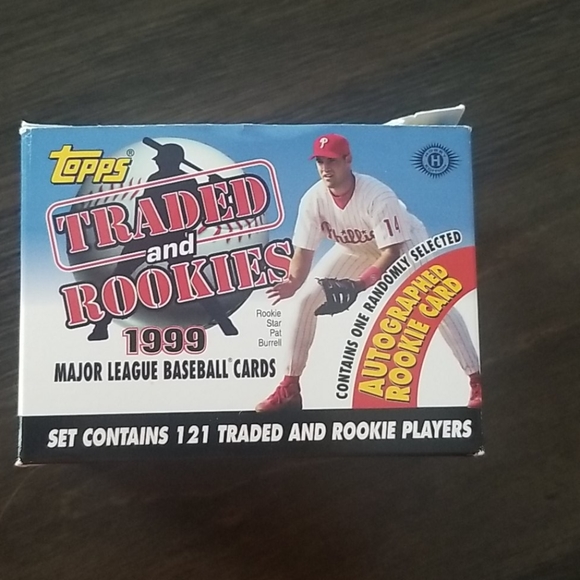 TOPPS®
TRADED
and
ROOKIES
1999
MAJOR LEAGUE BASEBALL® CARDS
Rookie
Star
Pat
Burrell
P
Phillies
14
H
CONTAINS ONE RANDOMLY SELECTED
AUTOGRAPHED
ROOKIE CARD
SET CONTAINS 121 TRADED AND ROOKIE PLAYERS